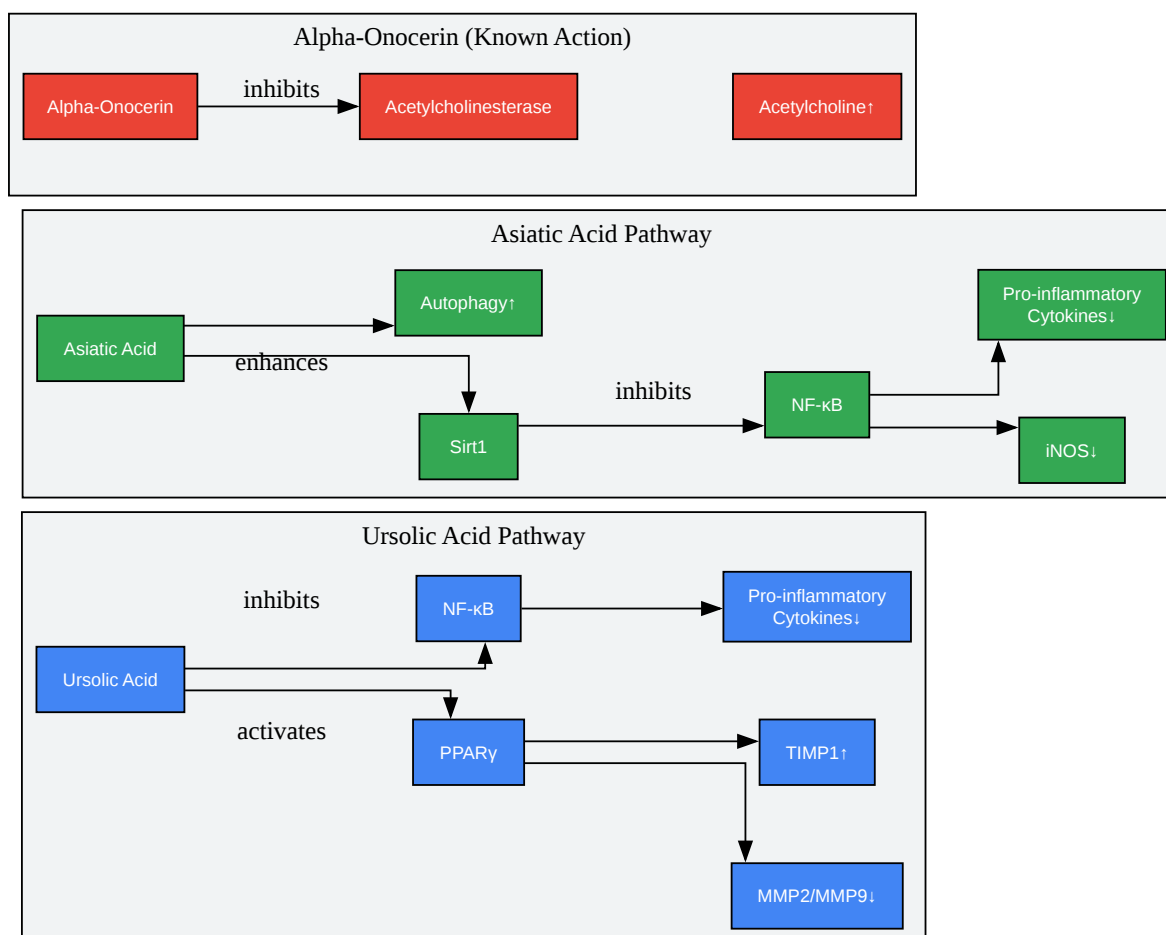 Alpha-Onocerin (Known Action)
Alpha-Onocerin
inhibits
Acetylcholinesterase
Acetylcholine↑
Asiatic Acid Pathway
Asiatic Acid
enhances
Autophagy↑
Sirt1
inhibits
NF-κB
Pro-inflammatory
Cytokines↓
iNOS↓
Ursolic Acid Pathway
Ursolic Acid
inhibits
activates
NF-κB
PPARγ
Pro-inflammatory
Cytokines↓
TIMP1↑
MMP2/MMP9↓